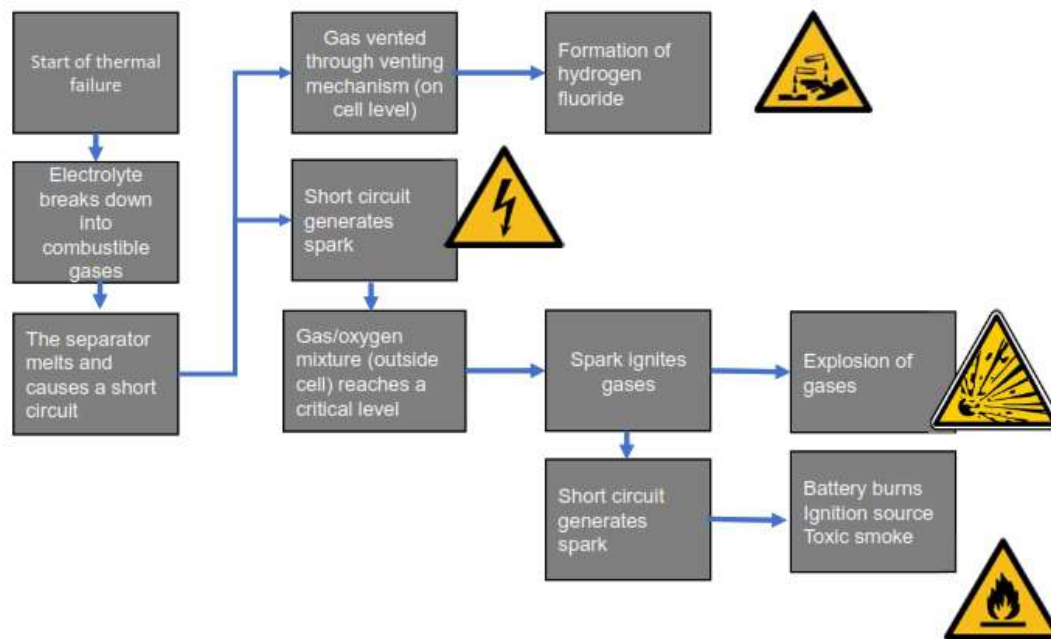 Start of thermal
failure
Electrolyte
breaks down
into
combustible
gases
The separator
melts and
causes a short
circuit
Gas vented
through venting
mechanism (on
cell level)
Formation of
hydrogen
fluoride
Short circuit
generates
spark
Gas/oxygen
mixture (outside
cell) reaches a
critical level
Spark ignites
gases
Explosion of
gases
Short circuit
generates
spark
Battery burns
Ignition source
Toxic smoke